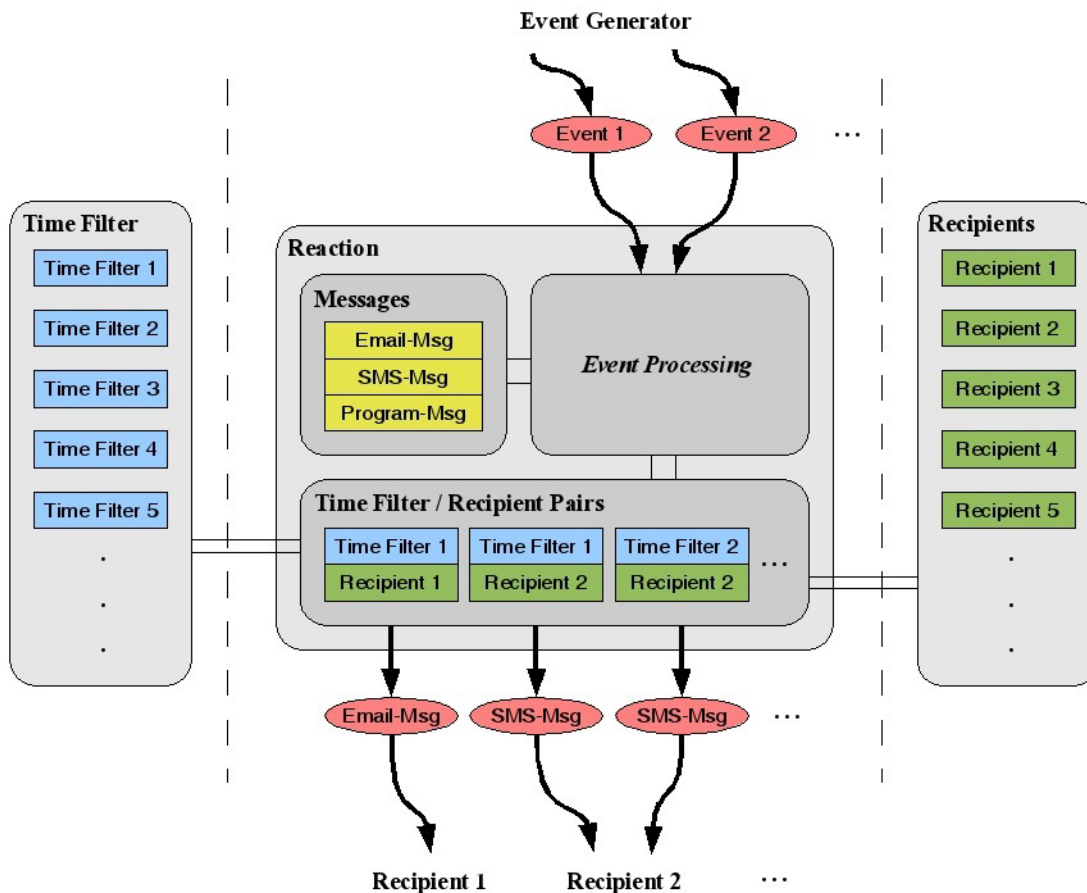 Event Generator
Event 1
Event 2
...
Time Filter
Time Filter 1
Time Filter 2
Time Filter 3
Time Filter 4
Time Filter 5
.
.
.
Reaction
Messages
Email-Msg
SMS-Msg
Program-Msg
Event Processing
Time Filter / Recipient Pairs
Time Filter 1
Recipient 1
Time Filter 1
Recipient 2
Time Filter 2
Recipient 2
...
Recipients
Recipient 1
Recipient 2
Recipient 3
Recipient 4
Recipient 5
.
.
.
Email-Msg
SMS-Msg
SMS-Msg
...
Recipient 1
Recipient 2
...